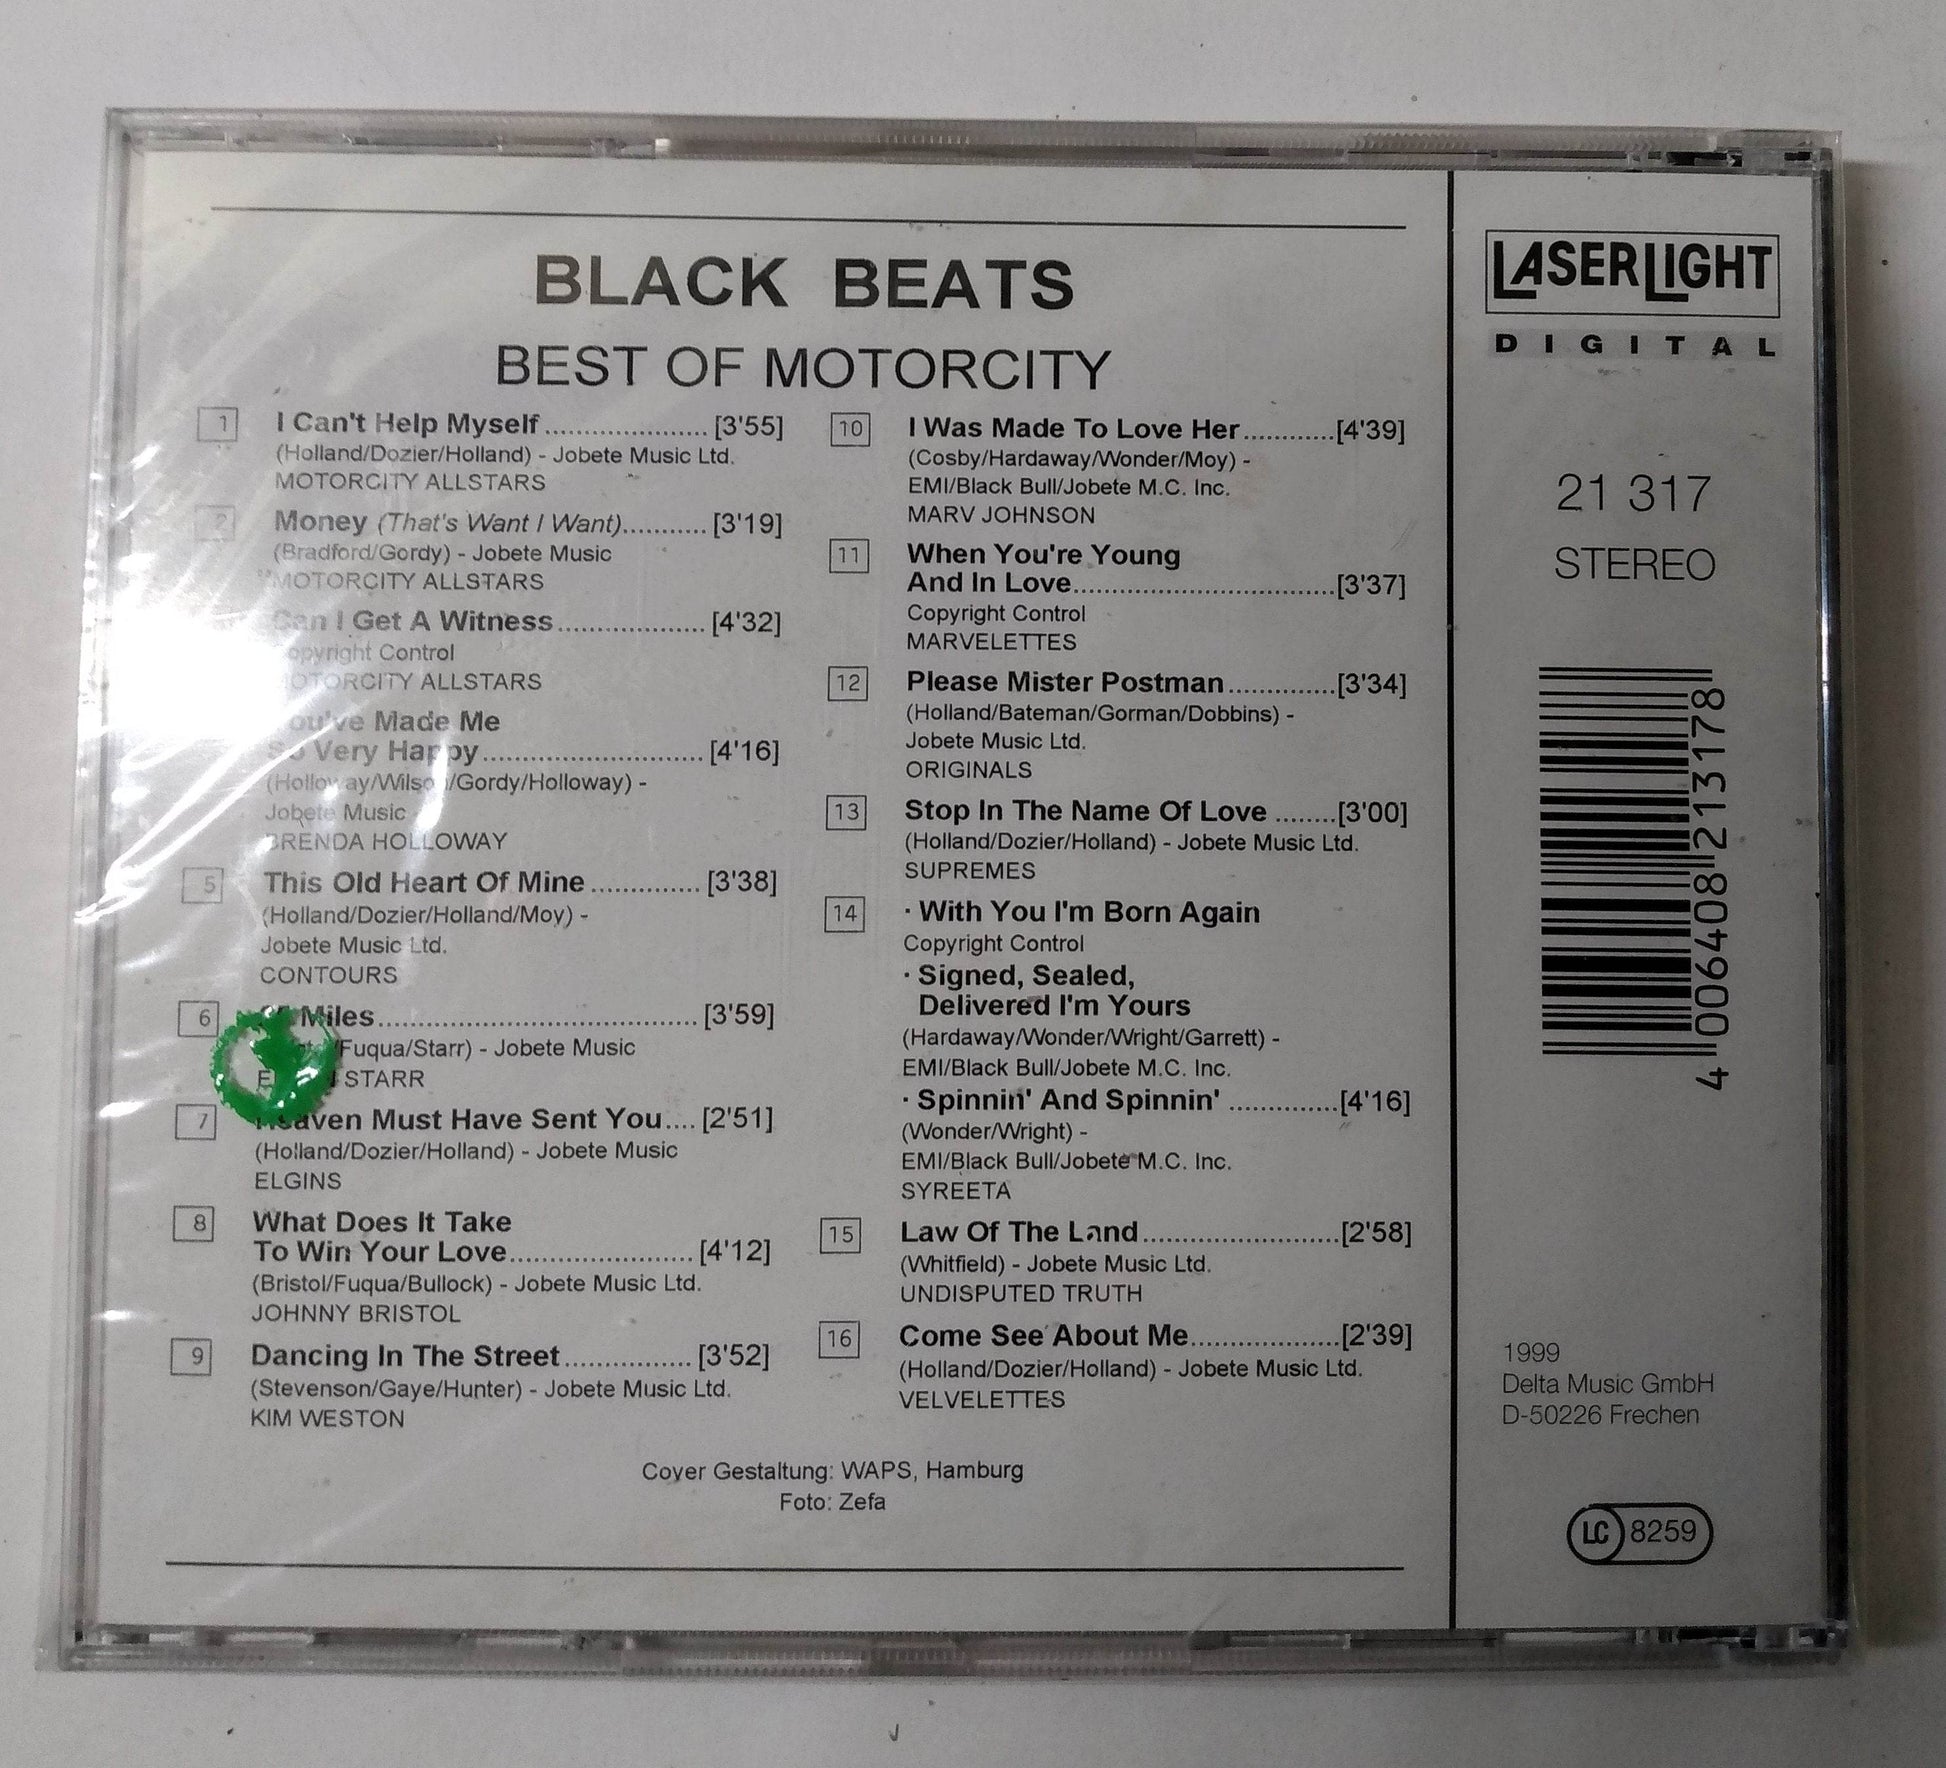 BLACK BEATS
BEST OF MOTORCITY
1 I Can't Help Myself...................... [3'55]
(Holland/Dozier/Holland) - Jobete Music Ltd.
MOTORCITY ALLSTARS
2 Money (That's Want I Want)........... [3'19]
(Bradford/Gordy) - Jobete Music
MOTORCITY ALLSTARS
Can I Get A Witness.................... [4'32]
Copyright Control
MOTORCITY ALLSTARS
You've Made Me
So Very Happy............................. [4'16]
(Holloway/Wilson/Gordy/Holloway) -
Jobete Music
BRENDA HOLLOWAY
5 This Old Heart Of Mine .............. [3'38]
(Holland/Dozier/Holland/Moy) -
Jobete Music Ltd.
CONTOURS
6 Miles.......................................... [3'59]
/Fuqua/Starr) - Jobete Music
STARR
7 Heaven Must Have Sent You.... [2'51]
(Holland/Dozier/Holland) - Jobete Music
ELGINS
8 What Does It Take
To Win Your Love........................ [4'12]
(Bristol/Fuqua/Bullock) - Jobete Music Ltd.
JOHNNY BRISTOL
9 Dancing In The Street................ [3'52]
(Stevenson/Gaye/Hunter) - Jobete Music Ltd.
KIM WESTON
10 I Was Made To Love Her............[4'39]
(Cosby/Hardaway/Wonder/Moy) -
EMI/Black Bull/Jobete M.C. Inc.
MARV JOHNSON
11 When You're Young
And In Love..................................[3'37]
Copyright Control
MARVELETTES
12 Please Mister Postman..............[3'34]
(Holland/Bateman/Gorman/Dobbins) -
Jobete Music Ltd.
ORIGINALS
13 Stop In The Name Of Love ........[3'00]
(Holland/Dozier/Holland) - Jobete Music Ltd.
SUPREMES
14 · With You I'm Born Again
Copyright Control
· Signed, Sealed,
Delivered I'm Yours
(Hardaway/Wonder/Wright/Garrett) -
EMI/Black Bull/Jobete M.C. Inc.
· Spinnin' And Spinnin' ..............[4'16]
(Wonder/Wright) -
EMI/Black Bull/Jobete M.C. Inc.
SYREETA
15 Law Of The Land.........................[2'58]
(Whitfield) - Jobete Music Ltd.
UNDISPUTED TRUTH
16 Come See About Me...................[2'39]
(Holland/Dozier/Holland) - Jobete Music Ltd.
VELVELETTES
Cover Gestaltung: WAPS, Hamburg
Foto: Zefa
LASERLIGHT
DIGITAL
21 317
STEREO
4 006408 213178
1999
Delta Music GmbH
D-50226 Frechen
LC 8259